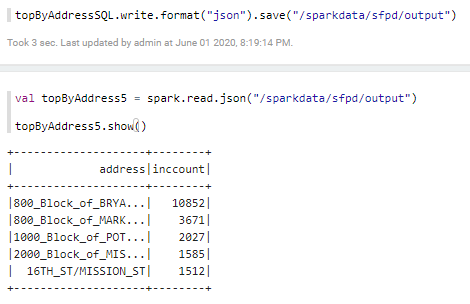 topByAddressSQL.write.format("json").save("/sparkdata/sfpd/output")
Took 3 sec. Last updated by admin at June 01 2020, 8:19:14 PM.
val topByAddress5 = spark.read.json("/sparkdata/sfpd/output")
topByAddress5.show()
+--------------------+--------+
|             address|inccount|
+--------------------+--------+
|800_Block_of_BRYA...|   10852|
|800_Block_of_MARK...|    3671|
|1000_Block_of_POT...|    2027|
|2000_Block_of_MIS...|    1585|
|  16TH_ST/MISSION_ST|    1512|
+--------------------+--------+